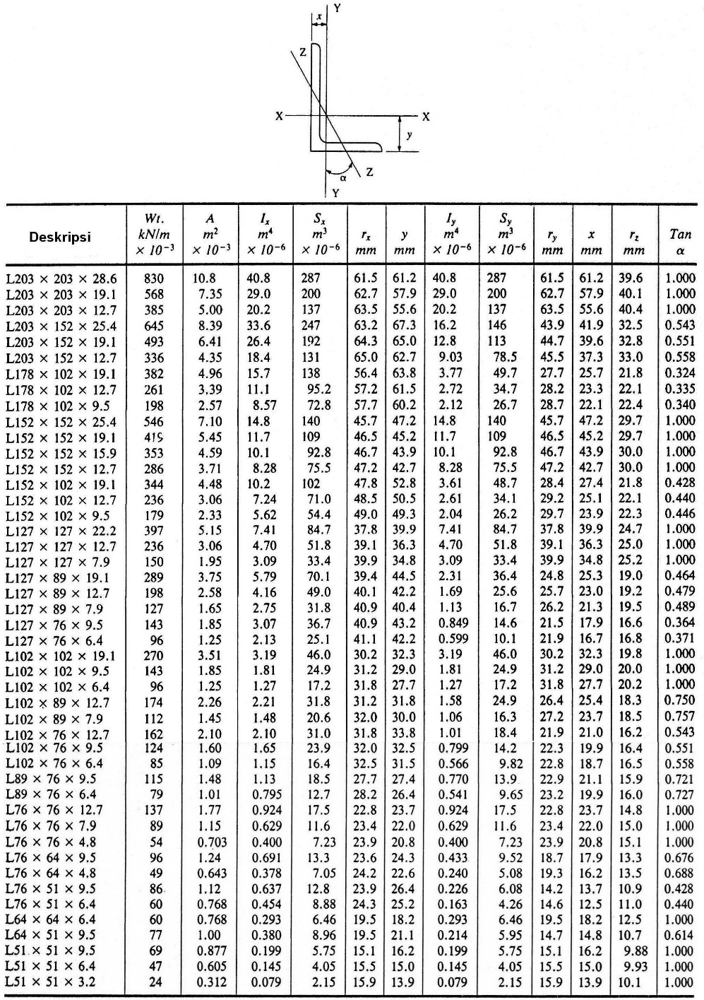 Y
x
Z
X
X
y
α
Z
Y
Deskripsi Wt. kN/m × 10⁻³ A m² × 10⁻³ Iₓ m⁴ × 10⁻⁶ Sₓ m³ × 10⁻⁶ rₓ mm y mm I_y m⁴ × 10⁻⁶ S_y m³ × 10⁻⁶ r_y mm x mm r_z mm Tan α
L203 × 203 × 28.6 830 10.8 40.8 287 61.5 61.2 40.8 287 61.5 61.2 39.6 1.000
L203 × 203 × 19.1 568 7.35 29.0 200 62.7 57.9 29.0 200 62.7 57.9 40.1 1.000
L203 × 203 × 12.7 385 5.00 20.2 137 63.5 55.6 20.2 137 63.5 55.6 40.4 1.000
L203 × 152 × 25.4 645 8.39 33.6 247 63.2 67.3 16.2 146 43.9 41.9 32.5 0.543
L203 × 152 × 19.1 493 6.41 26.4 192 64.3 65.0 12.8 113 44.7 39.6 32.8 0.551
L203 × 152 × 12.7 336 4.35 18.4 131 65.0 62.7 9.03 78.5 45.5 37.3 33.0 0.558
L178 × 102 × 19.1 382 4.96 15.7 138 56.4 63.8 3.77 49.7 27.7 25.7 21.8 0.324
L178 × 102 × 12.7 261 3.39 11.1 95.2 57.2 61.5 2.72 34.7 28.2 23.3 22.1 0.335
L178 × 102 × 9.5 198 2.57 8.57 72.8 57.7 60.2 2.12 26.7 28.7 22.1 22.4 0.340
L152 × 152 × 25.4 546 7.10 14.8 140 45.7 47.2 14.8 140 45.7 47.2 29.7 1.000
L152 × 152 × 19.1 5.45 11.7 109 46.5 45.2 11.7 109 46.5 45.2 29.7 1.000
L152 × 152 × 15.9 353 4.59 10.1 92.8 46.7 43.9 10.1 92.8 46.7 43.9 30.0 1.000
L152 × 152 × 12.7 286 3.71 8.28 75.5 47.2 42.7 8.28 75.5 47.2 42.7 30.0 1.000
L152 × 102 × 19.1 344 4.48 10.2 102 47.8 52.8 3.61 48.7 28.4 27.4 21.8 0.428
L152 × 102 × 12.7 236 3.06 7.24 71.0 48.5 50.5 2.61 34.1 29.2 25.1 22.1 0.440
L152 × 102 × 9.5 179 2.33 5.62 54.4 49.0 49.3 2.04 26.2 29.7 23.9 22.3 0.446
L127 × 127 × 22.2 397 5.15 7.41 84.7 37.8 39.9 7.41 84.7 37.8 39.9 24.7 1.000
L127 × 127 × 12.7 236 3.06 4.70 51.8 39.1 36.3 4.70 51.8 39.1 36.3 25.0 1.000
L127 × 127 × 7.9 150 1.95 3.09 33.4 39.9 34.8 3.09 33.4 39.9 34.8 25.2 1.000
L127 × 89 × 19.1 289 3.75 5.79 70.1 39.4 44.5 2.31 36.4 24.8 25.3 19.0 0.464
L127 × 89 × 12.7 198 2.58 4.16 49.0 40.1 42.2 1.69 25.6 25.7 23.0 19.2 0.479
L127 × 89 × 7.9 127 1.65 2.75 31.8 40.9 40.4 1.13 16.7 26.2 21.3 19.5 0.489
L127 × 76 × 9.5 143 1.85 3.07 36.7 40.9 43.2 0.849 14.6 21.5 17.9 16.6 0.364
L127 × 76 × 6.4 96 1.25 2.13 25.1 41.1 42.2 0.599 10.1 21.9 16.7 16.8 0.371
L102 × 102 × 19.1 270 3.51 3.19 46.0 30.2 32.3 3.19 46.0 30.2 32.3 19.8 1.000
L102 × 102 × 9.5 143 1.85 1.81 24.9 31.2 29.0 1.81 24.9 31.2 29.0 20.0 1.000
L102 × 102 × 6.4 96 1.25 1.27 17.2 31.8 27.7 1.27 17.2 31.8 27.7 20.2 1.000
L102 × 89 × 12.7 174 2.26 2.21 31.8 31.2 31.8 1.58 24.9 26.4 25.4 18.3 0.750
L102 × 89 × 7.9 112 1.45 1.48 20.6 32.0 30.0 1.06 16.3 27.2 23.7 18.5 0.757
L102 × 76 × 12.7 162 2.10 2.10 31.0 31.8 33.8 1.01 18.4 21.9 21.0 16.2 0.543
L102 × 76 × 9.5 124 1.60 1.65 23.9 32.0 32.5 0.799 14.2 22.3 19.9 16.4 0.551
L102 × 76 × 6.4 85 1.09 1.15 16.4 32.5 31.5 0.566 9.82 22.8 18.7 16.5 0.558
L89 × 76 × 9.5 115 1.48 1.13 18.5 27.7 27.4 0.770 13.9 22.9 21.1 15.9 0.721
L89 × 76 × 6.4 79 1.01 0.795 12.7 28.2 26.4 0.541 9.65 23.2 19.9 16.0 0.727
L76 × 76 × 12.7 137 1.77 0.924 17.5 22.8 23.7 0.924 17.5 22.8 23.7 14.8 1.000
L76 × 76 × 7.9 89 1.15 0.629 11.6 23.4 22.0 0.629 11.6 23.4 22.0 15.0 1.000
L76 × 76 × 4.8 54 0.703 0.400 7.23 23.9 20.8 0.400 7.23 23.9 20.8 15.1 1.000
L76 × 64 × 9.5 96 1.24 0.691 13.3 23.6 24.3 0.433 9.52 18.7 17.9 13.3 0.676
L76 × 64 × 4.8 49 0.643 0.378 7.05 24.2 22.6 0.240 5.08 19.3 16.2 13.5 0.688
L76 × 51 × 9.5 86 1.12 0.637 12.8 23.9 26.4 0.226 6.08 14.2 13.7 10.9 0.428
L76 × 51 × 6.4 60 0.768 0.454 8.88 24.3 25.2 0.163 4.26 14.6 12.5 11.0 0.440
L64 × 64 × 6.4 60 0.768 0.293 6.46 19.5 18.2 0.293 6.46 19.5 18.2 12.5 1.000
L64 × 51 × 9.5 77 1.00 0.380 8.96 19.5 21.1 0.214 5.95 14.7 14.8 10.7 0.614
L51 × 51 × 9.5 69 0.877 0.199 5.75 15.1 16.2 0.199 5.75 15.1 16.2 9.88 1.000
L51 × 51 × 6.4 47 0.605 0.145 4.05 15.5 15.0 0.145 4.05 15.5 15.0 9.93 1.000
L51 × 51 × 3.2 24 0.312 0.079 2.15 15.9 13.9 0.079 2.15 15.9 13.9 10.1 1.000